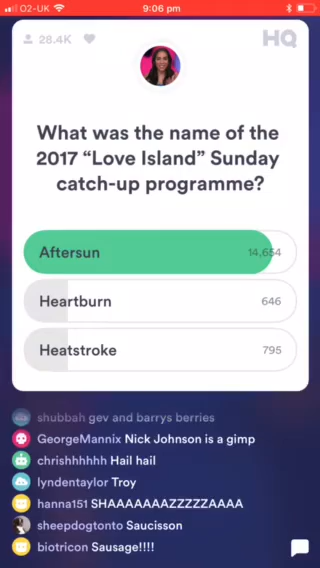 O2-UK
9:06 pm
28.4K
HQ
What was the name of the
2017 “Love Island” Sunday
catch-up programme?
Aftersun 14,654
Heartburn 646
Heatstroke 795
shubbah gev and barrys berries
GeorgeMannix Nick Johnson is a gimp
chrishhhhhh Hail hail
lyndentaylor Troy
hanna151 SHAAAAAAAZZZZZAAAA
sheepdogtonto Saucisson
biotricon Sausage!!!!